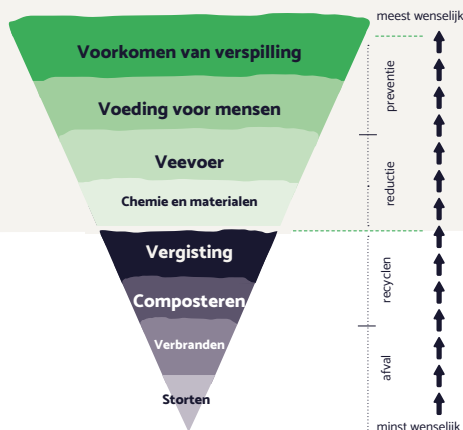 meest wenselijk
Voorkomen van verspilling
preventie
Voeding voor mensen
Veevoer
reductie
Chemie en materialen
Vergisting
recyclen
Composteren
Verbranden
afval
Storten
minst wenselijk